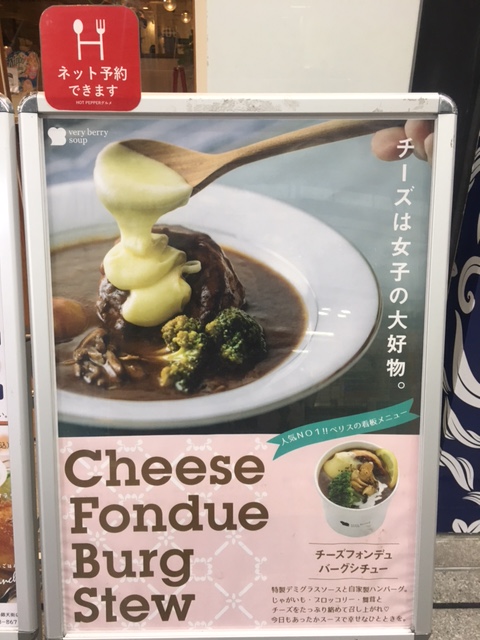 ネット予約
できます
HOT PEPPERグルメ
very berry
soup
チーズは女子の大好物。
人気NO1!!ベリスの看板メニュー
Cheese
Fondue
Burg
Stew
チーズフォンデュ
バーグシチュー
特製デミグラスソースと自家製ハンバーグ。
じゃがいも・ブロッコリー・舞茸と
チーズをたっぷり絡めて召し上がれ♡
今日もあったかスープで幸せなひとときを。